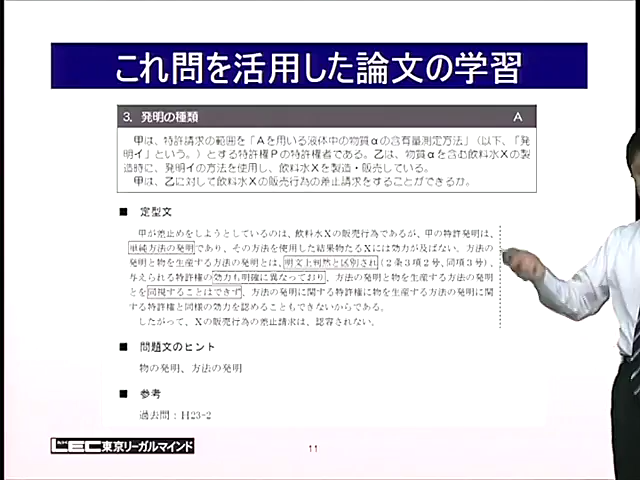 これ問を活用した論文の学習
3. 発明の種類 A
甲は、特許請求の範囲を「Aを用いる液体中の物質αの含有量測定方法」（以下、「発
明イ」という。）とする特許権Pの特許権者である。乙は、物質αを含む飲料水Xの製
造時に、発明イの方法を使用し、飲料水Xを製造・販売している。
甲は、乙に対して飲料水Xの販売行為の差止請求をすることができるか。
■ 定型文
甲が差止めをしようとしているのは、飲料水Xの販売行為であるが、甲の特許発明は、
単純方法の発明であり、その方法を使用した結果物たるXには効力が及ばない。方法の
発明と物を生産する方法の発明とは、明文上判然と区別され（2条3項2号、同項3号）、
与えられる特許権の効力も明確に異なっており、方法の発明と物を生産する方法の発明
とを同視することはできず、方法の発明に関する特許権に物を生産する方法の発明に関
する特許権と同様の効力を認めることもできないからである。
したがって、Xの販売行為の差止請求は、認容されない。
■ 問題文のヒント
物の発明、方法の発明
■ 参考
過去問：H23-2
LEC東京リーガルマインド
11